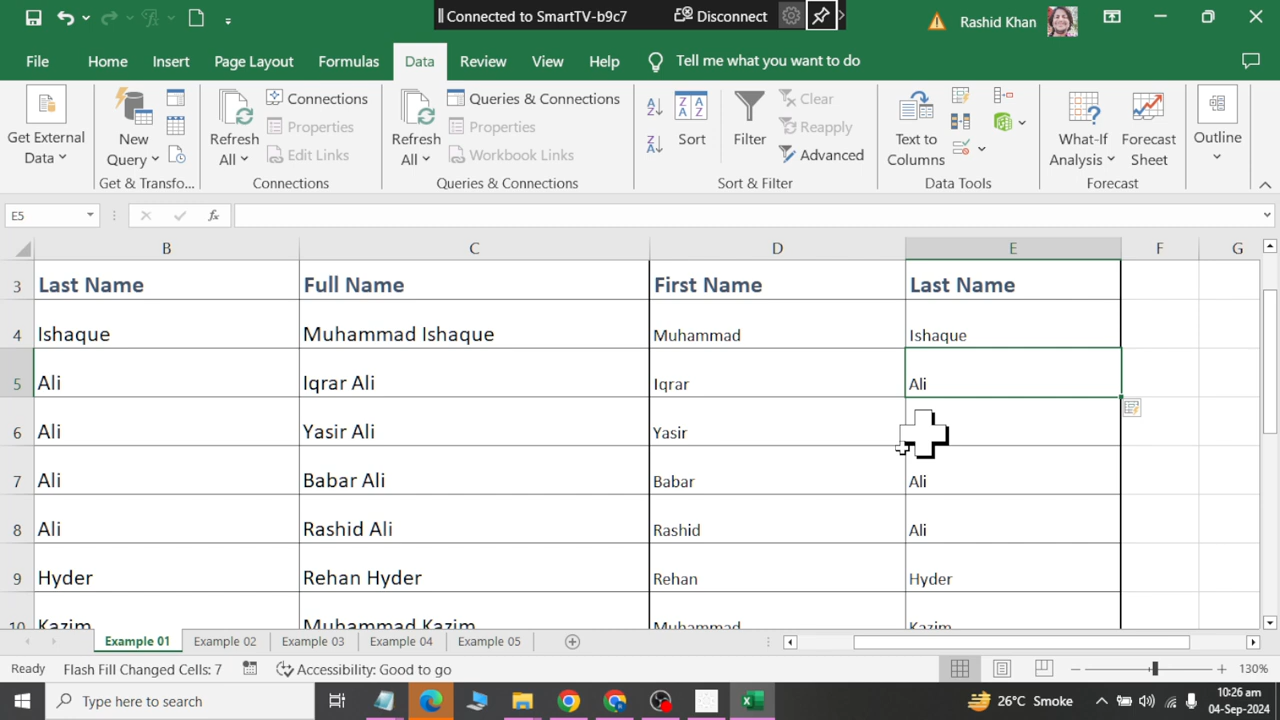 Connected to SmartTV-b9c7 Disconnect
Rashid Khan
File Home Insert Page Layout Formulas Data Review View Help Tell me what you want to do
Get External Data
New Query
Get & Transfo...
Refresh All
Connections
Properties
Edit Links
Connections
Refresh All
Queries & Connections
Properties
Workbook Links
Queries & Connections
Sort
Filter
Clear
Reapply
Advanced
Sort & Filter
Text to Columns
Data Tools
What-If Analysis
Forecast Sheet
Forecast
Outline
E5 fx
B C D E F G
3 Last Name Full Name First Name Last Name
4 Ishaque Muhammad Ishaque Muhammad Ishaque
5 Ali Iqrar Ali Iqrar Ali
6 Ali Yasir Ali Yasir
7 Ali Babar Ali Babar Ali
8 Ali Rashid Ali Rashid Ali
9 Hyder Rehan Hyder Rehan Hyder
10 Kazim Muhammad Kazim Muhammad Kazim
Example 01 Example 02 Example 03 Example 04 Example 05
Ready Flash Fill Changed Cells: 7 Accessibility: Good to go 130%
Type here to search 26°C Smoke 10:26 am
04-Sep-2024